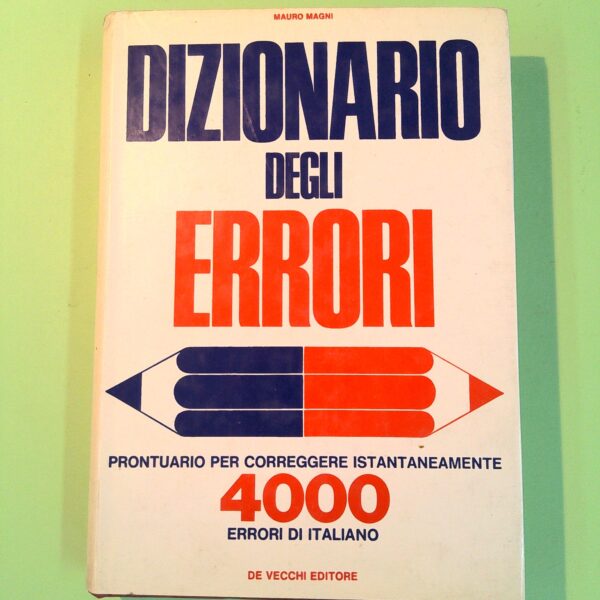 MAURO MAGNI
DIZIONARIO
DEGLI
ERRORI
PRONTUARIO PER CORREGGERE ISTANTANEAMENTE
4000
ERRORI DI ITALIANO
DE VECCHI EDITORE